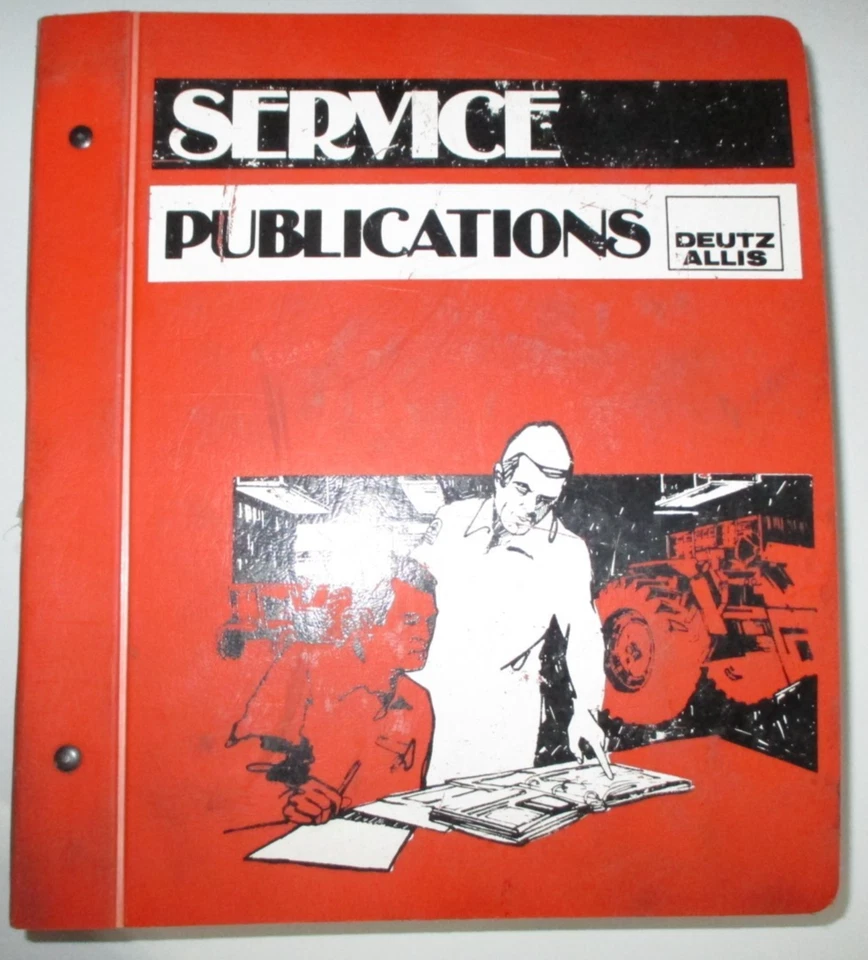 SERVICE
PUBLICATIONS
DEUTZ
ALLIS